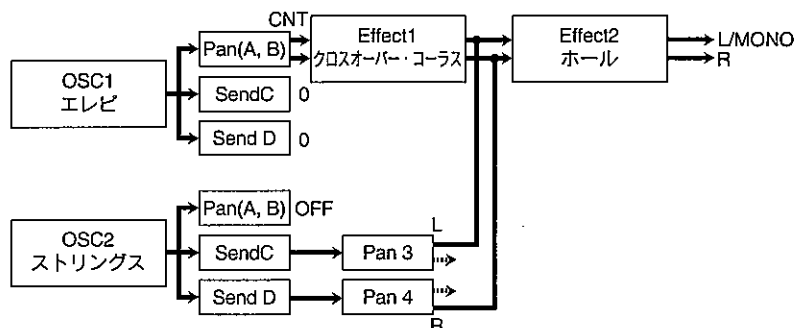 CNT
Pan(A, B)
Effect1
クロスオーバー・コーラス
Effect2
ホール
L/MONO
R
OSC1
エレピ
SendC 0
Send D 0
Pan(A, B) OFF
OSC2
ストリングス
L
SendC
Pan 3
Send D
Pan 4
R